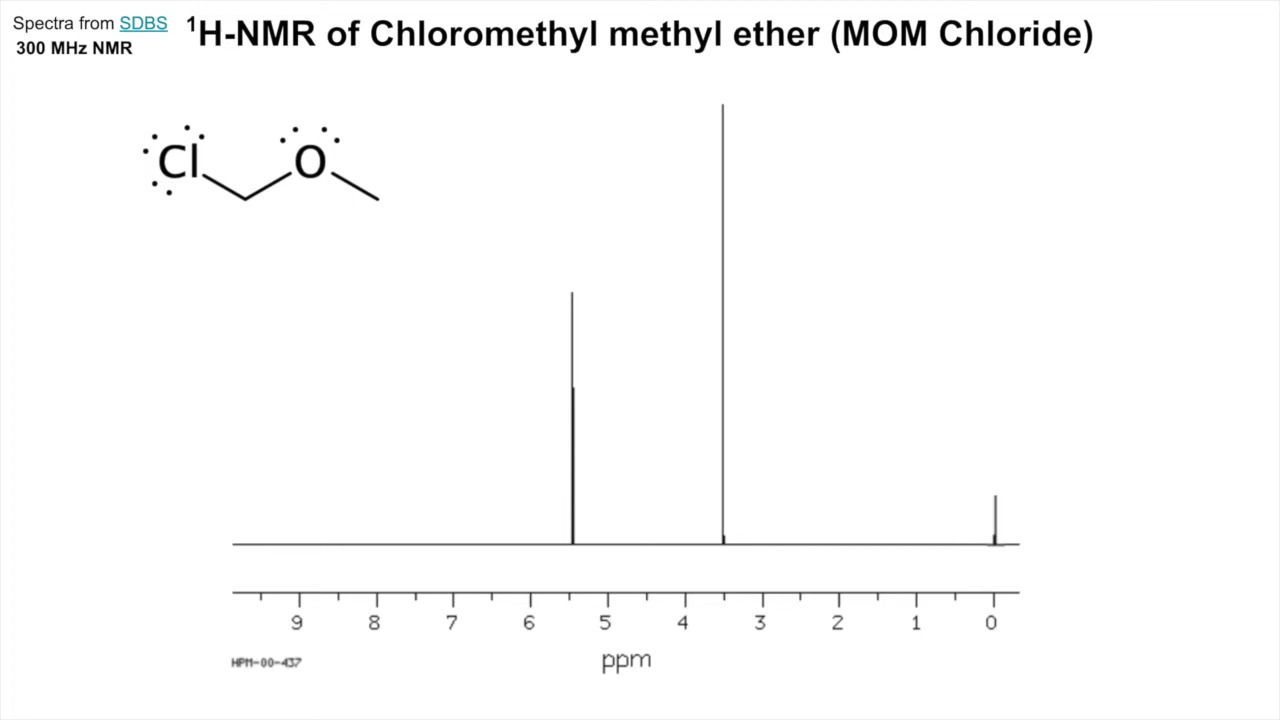 Spectra from SDBS
300 MHz NMR
¹H-NMR of Chloromethyl methyl ether (MOM Chloride)
Cl O
9 8 7 6 5 4 3 2 1 0
ppm
HPM-00-437